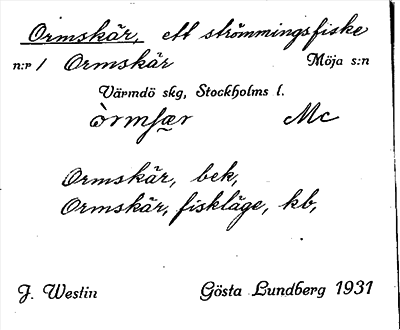 Ormskär, ett strömmingsfiske
n:r 1 Ormskär Möja s:n
Värmdö skg, Stockholms l.
Mc
Ormskär, bek,
Ormskär, fiskläge, kb,
J. Westin Gösta Lundberg 1931